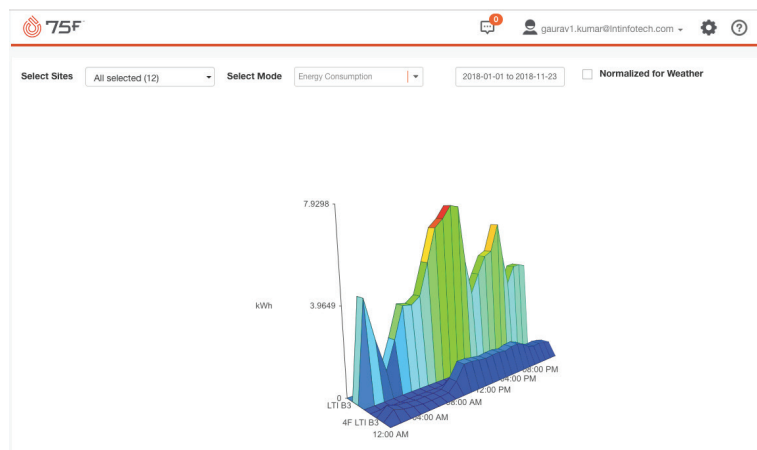 75F
0
gaurav1.kumar@lntinfotech.com
Select Sites
All selected (12)
Select Mode
Energy Consumption
2018-01-01 to 2018-11-23
Normalized for Weather
7.9298
kWh
3.9649
0
LTI B3
4F LTI B3
12:00 AM
04:00 AM
08:00 AM
12:00 PM
04:00 PM
08:00 PM